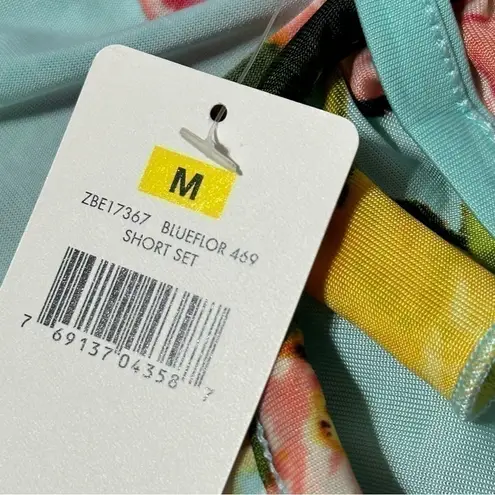 M
ZBE17367 BLUEFLOR 469
SHORT SET
7 69137 04358 7